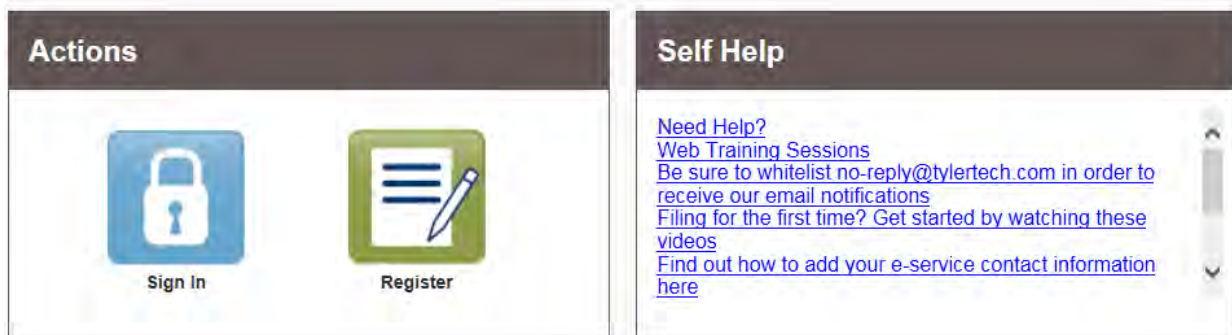 Actions
Sign In
Register
Self Help
Need Help?
Web Training Sessions
Be sure to whitelist no-reply@tylertech.com in order to
receive our email notifications
Filing for the first time? Get started by watching these
videos
Find out how to add your e-service contact information
here